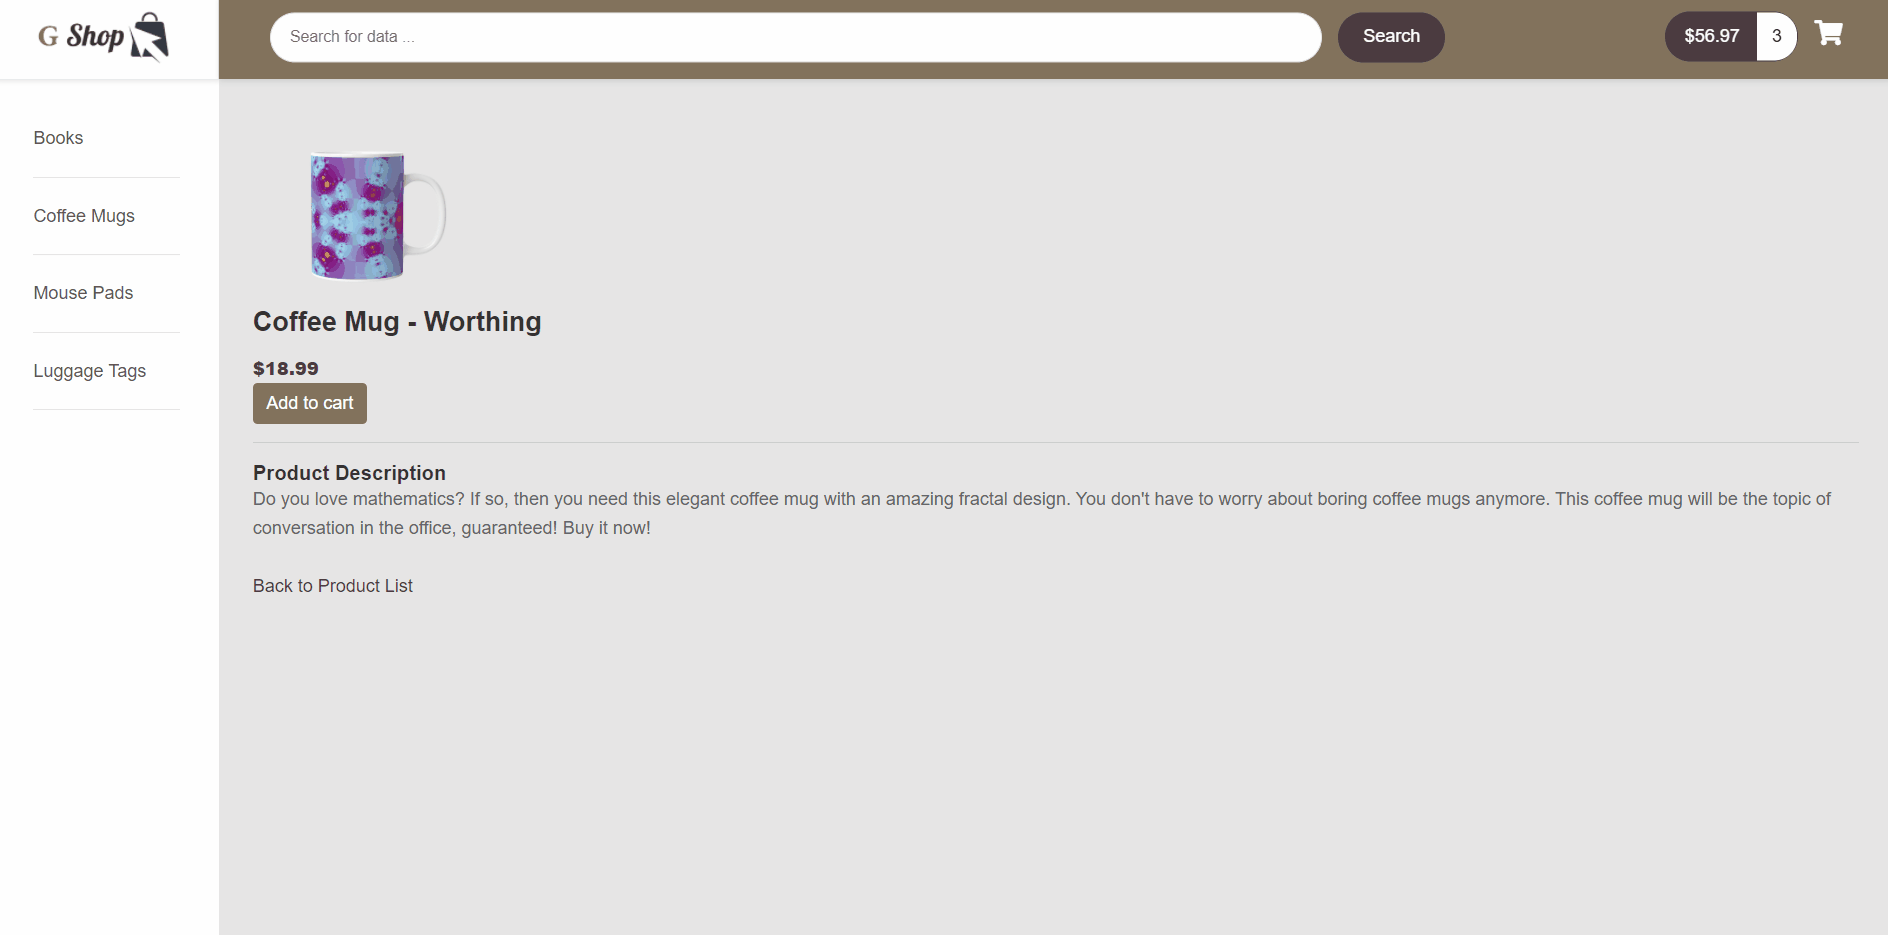 G Shop
Search for data ...
Search
$56.97
3
Books
Coffee Mugs
Mouse Pads
Luggage Tags
Coffee Mug - Worthing
$18.99
Add to cart
Product Description
Do you love mathematics? If so, then you need this elegant coffee mug with an amazing fractal design. You don't have to worry about boring coffee mugs anymore. This coffee mug will be the topic of
conversation in the office, guaranteed! Buy it now!
Back to Product List